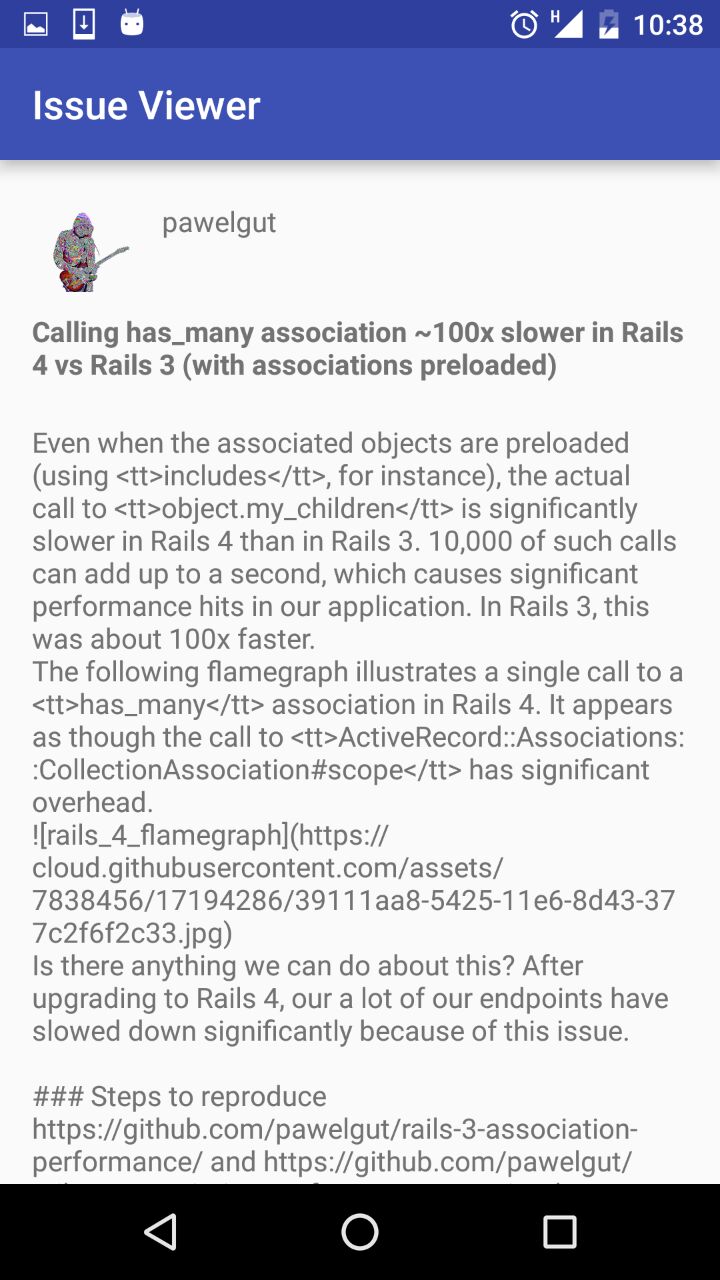 H 10:38
Issue Viewer
pawelgut
Calling has_many association ~100x slower in Rails
4 vs Rails 3 (with associations preloaded)
Even when the associated objects are preloaded
(using <tt>includes</tt>, for instance), the actual
call to <tt>object.my_children</tt> is significantly
slower in Rails 4 than in Rails 3. 10,000 of such calls
can add up to a second, which causes significant
performance hits in our application. In Rails 3, this
was about 100x faster.
The following flamegraph illustrates a single call to a
<tt>has_many</tt> association in Rails 4. It appears
as though the call to <tt>ActiveRecord::Associations:
:CollectionAssociation#scope</tt> has significant
overhead.
![rails_4_flamegraph](https://
cloud.githubusercontent.com/assets/
7838456/17194286/39111aa8-5425-11e6-8d43-37
7c2f6f2c33.jpg)
Is there anything we can do about this? After
upgrading to Rails 4, our a lot of our endpoints have
slowed down significantly because of this issue.
### Steps to reproduce
https://github.com/pawelgut/rails-3-association-
performance/ and https://github.com/pawelgut/